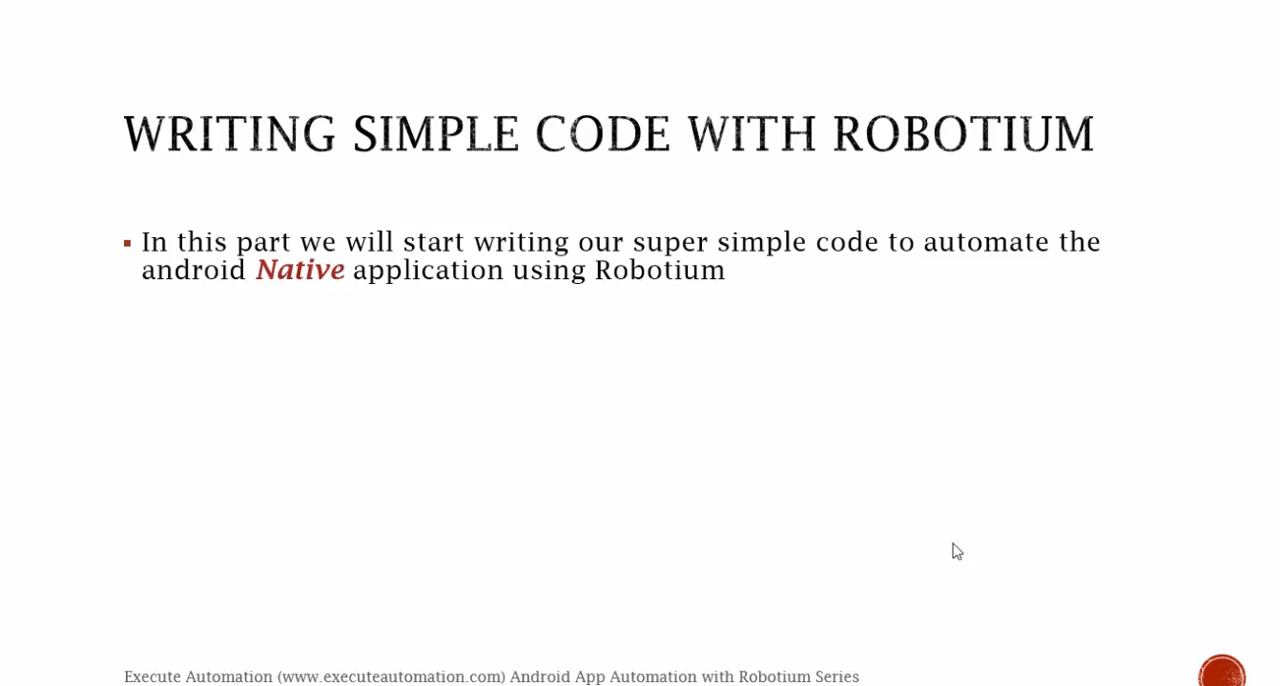 WRITING SIMPLE CODE WITH ROBOTIUM
In this part we will start writing our super simple code to automate the
android Native application using Robotium
Execute Automation (www.executeautomation.com) Android App Automation with Robotium Series